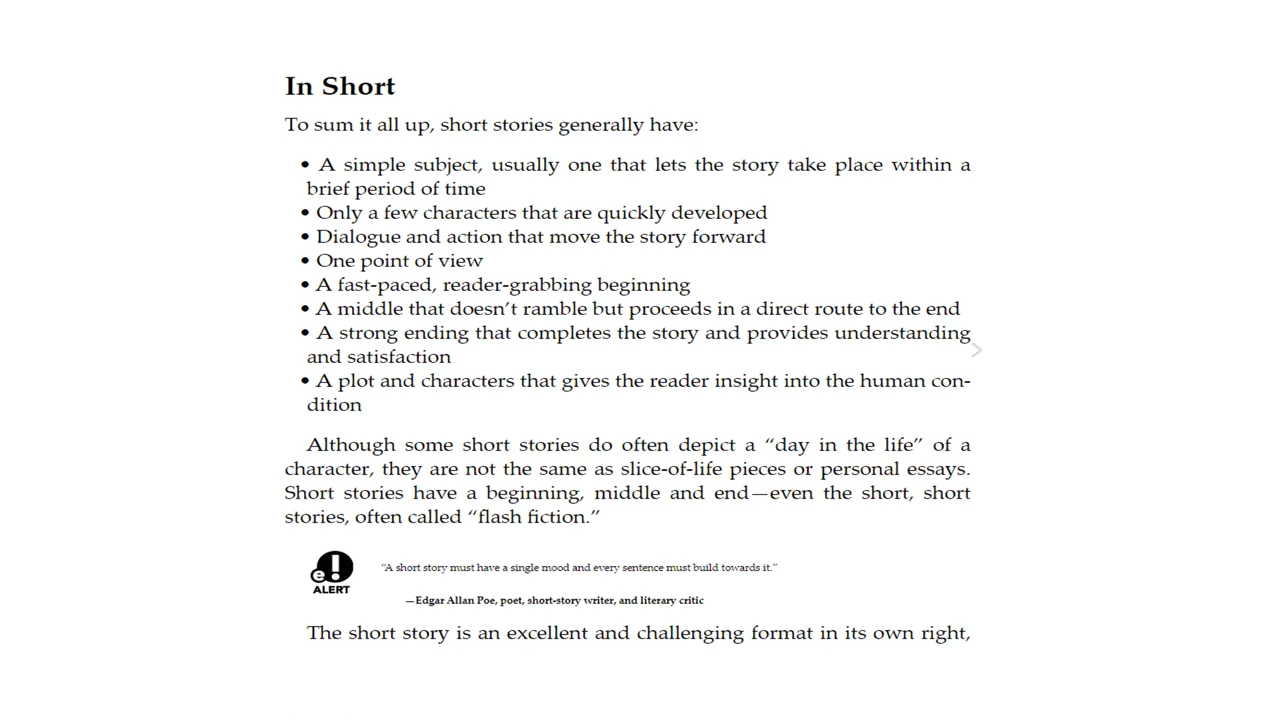 In Short
To sum it all up, short stories generally have:
• A simple subject, usually one that lets the story take place within a
brief period of time
• Only a few characters that are quickly developed
• Dialogue and action that move the story forward
• One point of view
• A fast-paced, reader-grabbing beginning
• A middle that doesn’t ramble but proceeds in a direct route to the end
• A strong ending that completes the story and provides understanding
and satisfaction
• A plot and characters that gives the reader insight into the human con-
dition
Although some short stories do often depict a “day in the life” of a
character, they are not the same as slice-of-life pieces or personal essays.
Short stories have a beginning, middle and end—even the short, short
stories, often called “flash fiction.”
e!
ALERT
“A short story must have a single mood and every sentence must build towards it.”
—Edgar Allan Poe, poet, short-story writer, and literary critic
The short story is an excellent and challenging format in its own right,